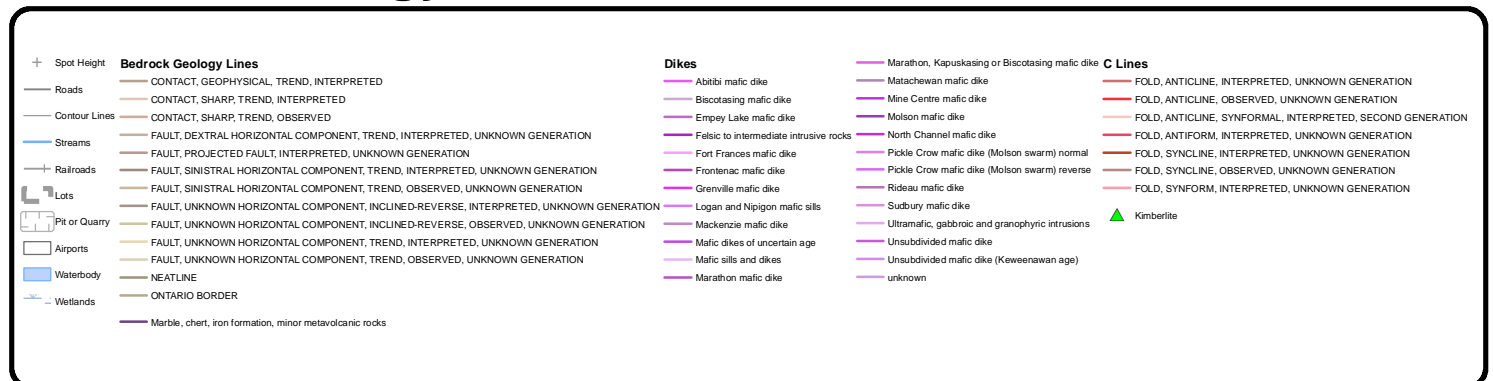 Spot Height
Roads
Contour Lines
Streams
Railroads
Lots
Pit or Quarry
Airports
Waterbody
Wetlands
Bedrock Geology Lines
CONTACT, GEOPHYSICAL, TREND, INTERPRETED
CONTACT, SHARP, TREND, INTERPRETED
CONTACT, SHARP, TREND, OBSERVED
FAULT, DEXTRAL HORIZONTAL COMPONENT, TREND, INTERPRETED, UNKNOWN GENERATION
FAULT, PROJECTED FAULT, INTERPRETED, UNKNOWN GENERATION
FAULT, SINISTRAL HORIZONTAL COMPONENT, TREND, INTERPRETED, UNKNOWN GENERATION
FAULT, SINISTRAL HORIZONTAL COMPONENT, TREND, OBSERVED, UNKNOWN GENERATION
FAULT, UNKNOWN HORIZONTAL COMPONENT, INCLINED-REVERSE, INTERPRETED, UNKNOWN GENERATION
FAULT, UNKNOWN HORIZONTAL COMPONENT, INCLINED-REVERSE, OBSERVED, UNKNOWN GENERATION
FAULT, UNKNOWN HORIZONTAL COMPONENT, TREND, INTERPRETED, UNKNOWN GENERATION
FAULT, UNKNOWN HORIZONTAL COMPONENT, TREND, OBSERVED, UNKNOWN GENERATION
NEATLINE
ONTARIO BORDER
Marble, chert, iron formation, minor metavolcanic rocks
Dikes
Abitibi mafic dike
Biscotasing mafic dike
Empey Lake mafic dike
Felsic to intermediate intrusive rocks
Fort Frances mafic dike
Frontenac mafic dike
Grenville mafic dike
Logan and Nipigon mafic sills
Mackenzie mafic dike
Mafic dikes of uncertain age
Mafic sills and dikes
Marathon mafic dike
Marathon, Kapuskasing or Biscotasing mafic dike
Matachewan mafic dike
Mine Centre mafic dike
Molson mafic dike
North Channel mafic dike
Pickle Crow mafic dike (Molson swarm) normal
Pickle Crow mafic dike (Molson swarm) reverse
Rideau mafic dike
Sudbury mafic dike
Ultramafic, gabbroic and granophyric intrusions
Unsubdivided mafic dike
Unsubdivided mafic dike (Keweenawan age)
unknown
C Lines
FOLD, ANTICLINE, INTERPRETED, UNKNOWN GENERATION
FOLD, ANTICLINE, OBSERVED, UNKNOWN GENERATION
FOLD, ANTICLINE, SYNFORMAL, INTERPRETED, SECOND GENERATION
FOLD, ANTIFORM, INTERPRETED, UNKNOWN GENERATION
FOLD, SYNCLINE, INTERPRETED, UNKNOWN GENERATION
FOLD, SYNCLINE, OBSERVED, UNKNOWN GENERATION
FOLD, SYNFORM, INTERPRETED, UNKNOWN GENERATION
Kimberlite